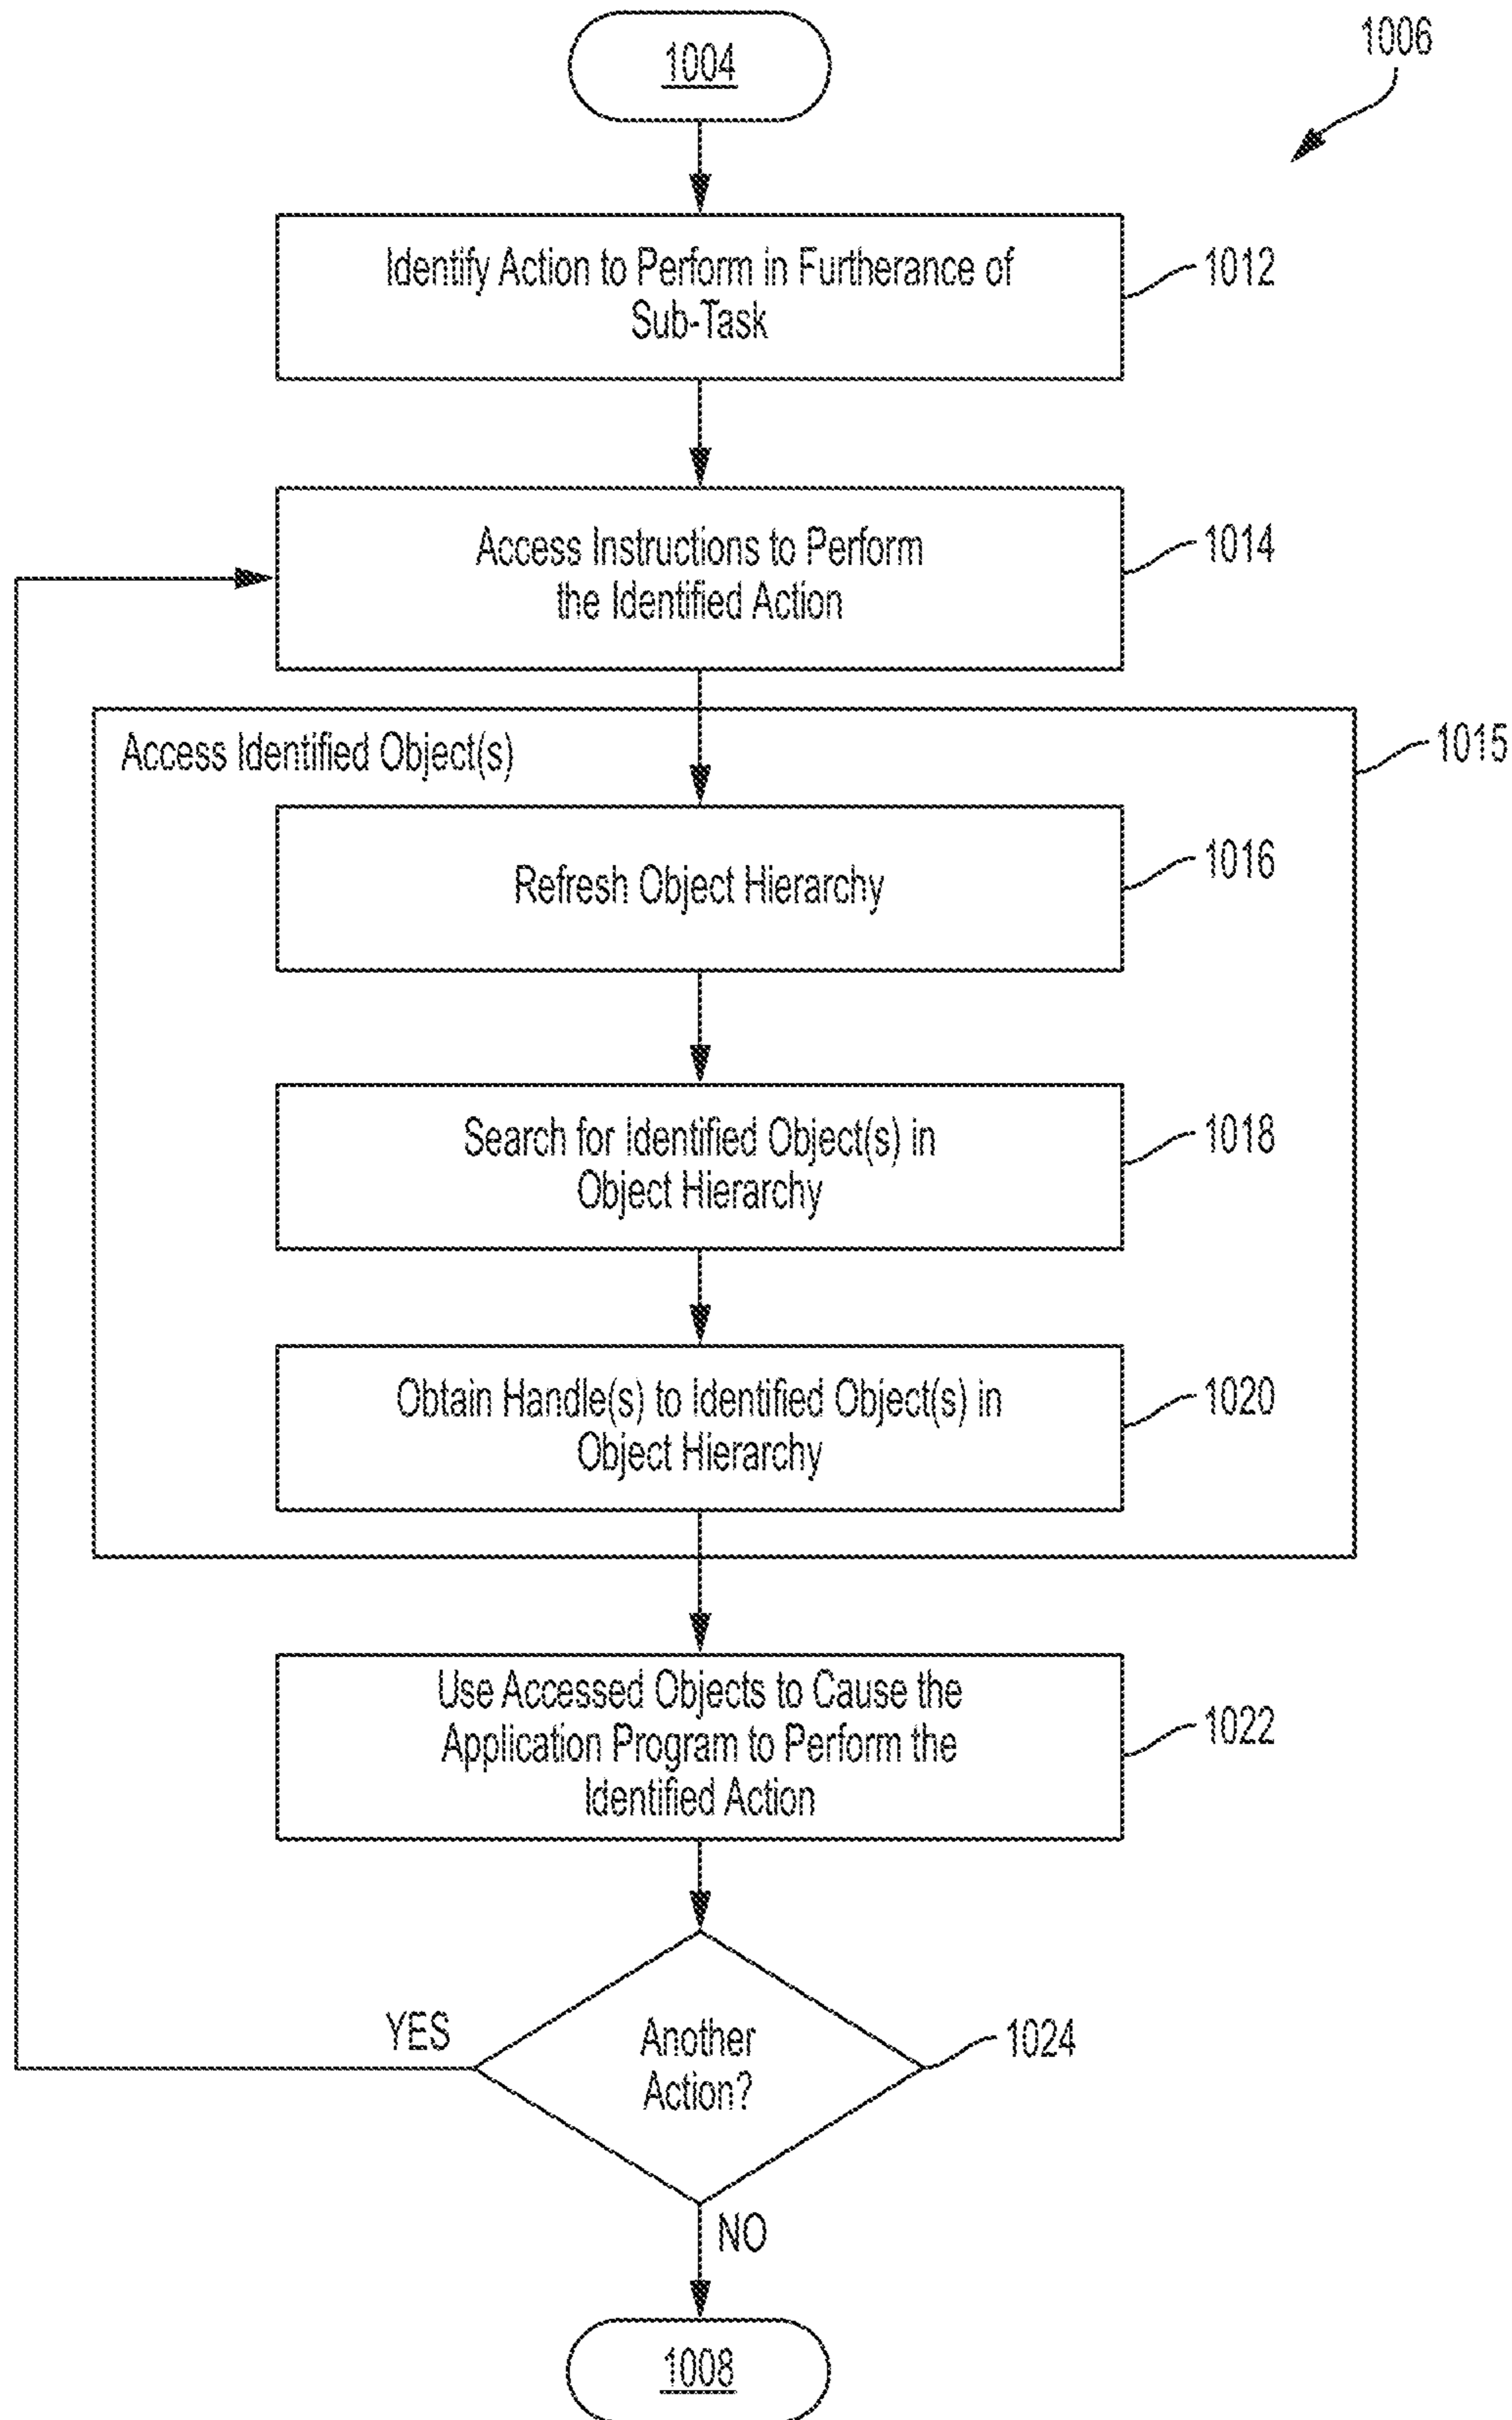 1004
1006
Identify Action to Perform in Furtherance of
Sub-Task
1012
Access Instructions to Perform
the Identified Action
1014
Access Identified Object(s)
1015
Refresh Object Hierarchy
1016
Search for Identified Object(s) in
Object Hierarchy
1018
Obtain Handle(s) to Identified Object(s) in
Object Hierarchy
1020
Use Accessed Objects to Cause the
Application Program to Perform the
Identified Action
1022
YES
Another
Action?
1024
NO
1008